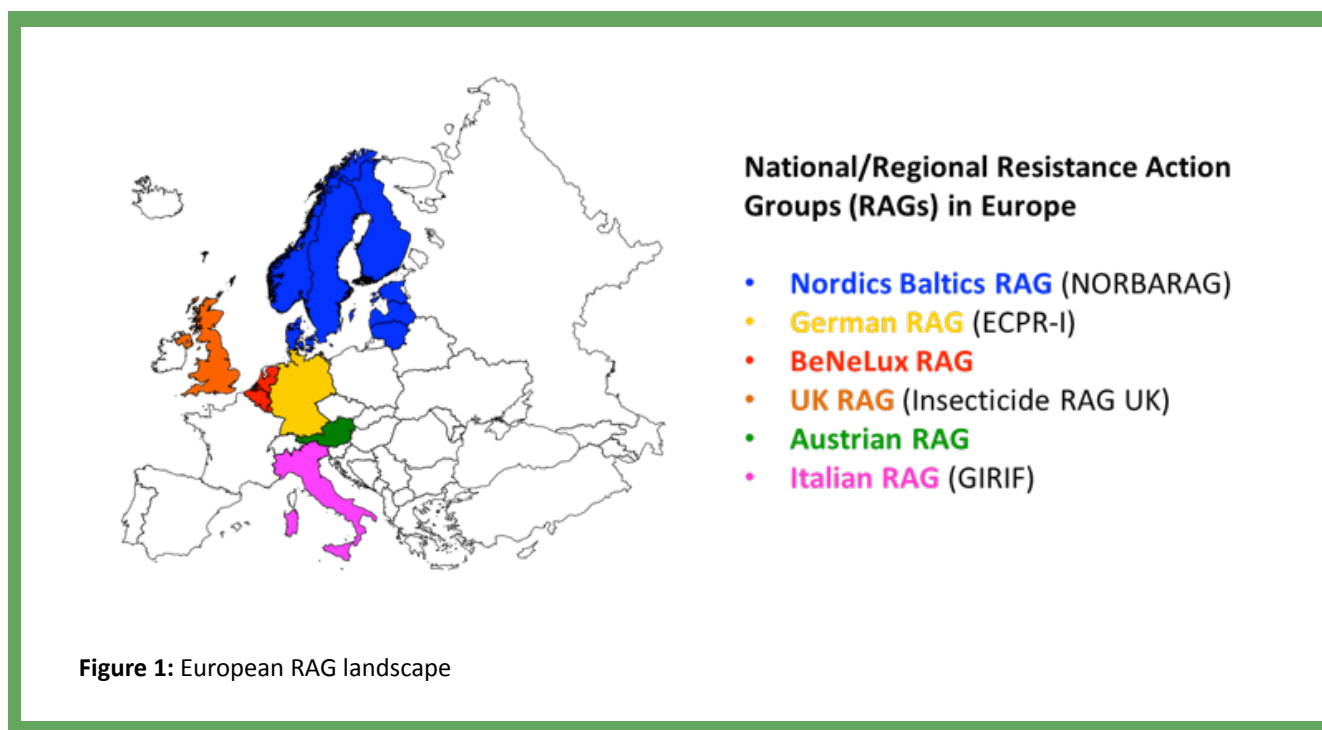 National/Regional Resistance Action
Groups (RAGs) in Europe
• Nordics Baltics RAG (NORBARAG)
• German RAG (ECPR-I)
• BeNeLux RAG
• UK RAG (Insecticide RAG UK)
• Austrian RAG
• Italian RAG (GIRIF)
Figure 1: European RAG landscape